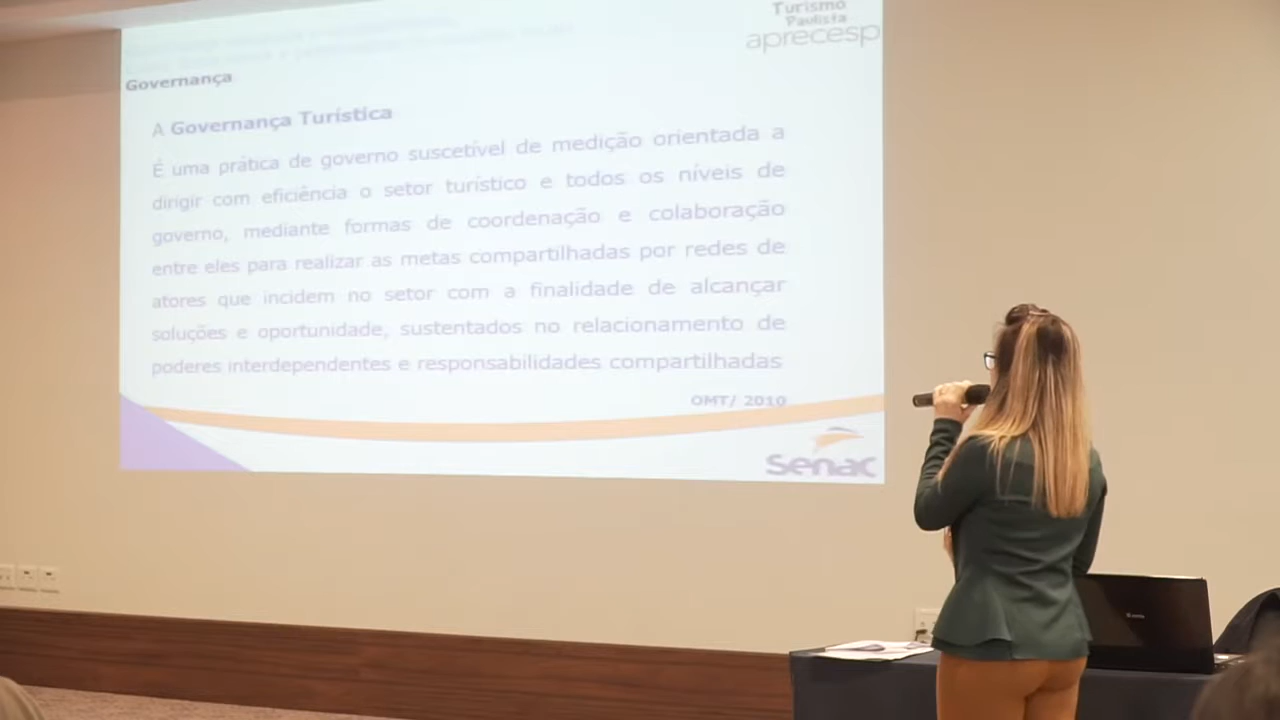 Turismo
Paulista
aprecesp
Governança
A Governança Turística
É uma prática de governo suscetível de medição orientada a
dirigir com eficiência o setor turístico e todos os níveis de
governo, mediante formas de coordenação e colaboração
entre eles para realizar as metas compartilhadas por redes de
atores que incidem no setor com a finalidade de alcançar
soluções e oportunidade, sustentados no relacionamento de
poderes interdependentes e responsabilidades compartilhadas
OMT/ 2010
Senac